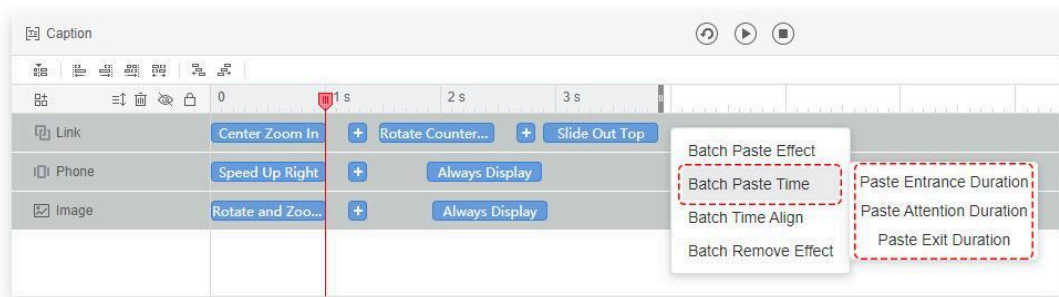 Caption
0
1 s
2 s
3 s
Link
Center Zoom In
+
Rotate Counter...
+
Slide Out Top
Phone
Speed Up Right
+
Always Display
Image
Rotate and Zoo...
+
Always Display
Batch Paste Effect
Batch Paste Time
Batch Time Align
Batch Remove Effect
Paste Entrance Duration
Paste Attention Duration
Paste Exit Duration